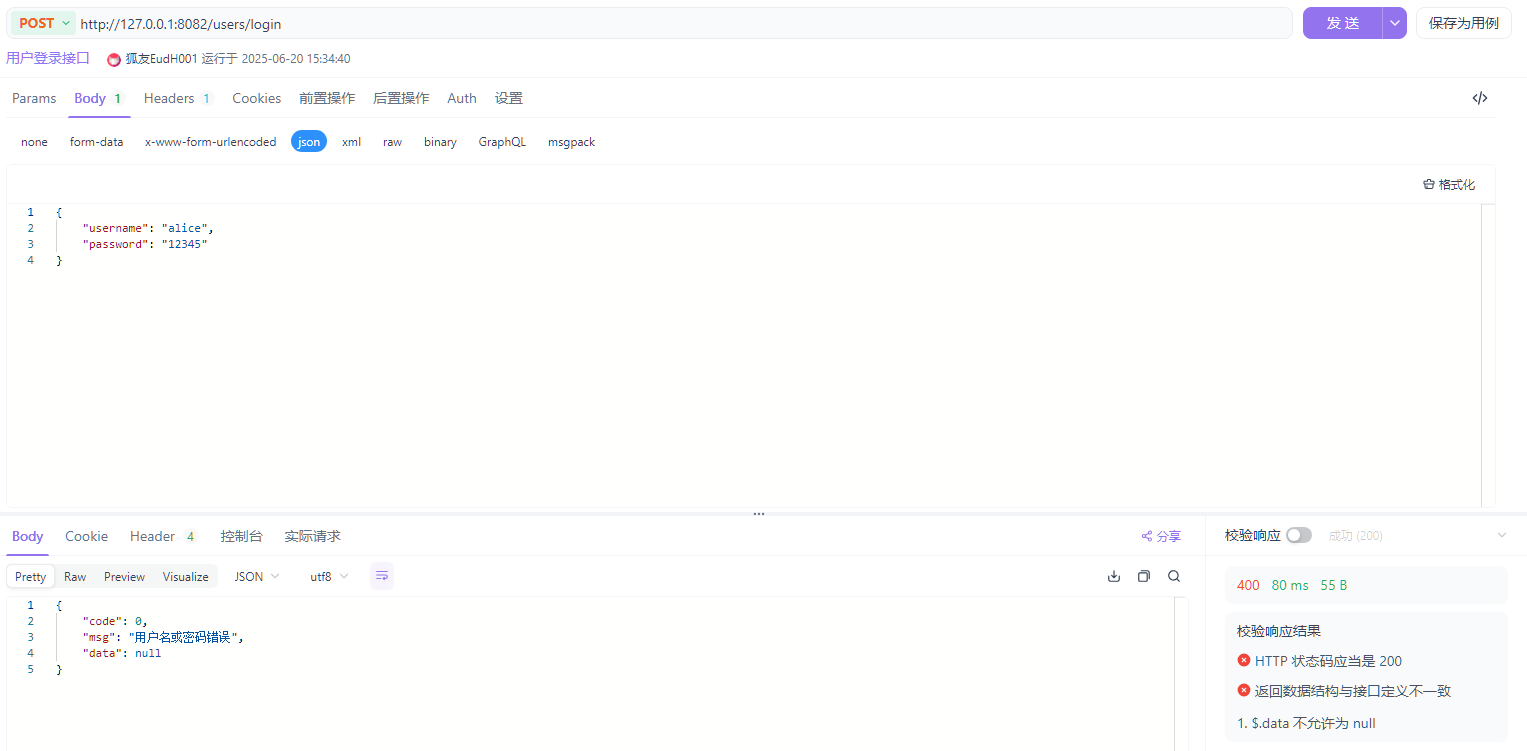 POST http://127.0.0.1:8082/users/login 发 送 保存为用例
用户登录接口 狐友EudH001 运行于 2025-06-20 15:34:40
Params Body 1 Headers 1 Cookies 前置操作 后置操作 Auth 设置
none form-data x-www-form-urlencoded json xml raw binary GraphQL msgpack
格式化
1 {
2 "username": "alice",
3 "password": "12345"
4 }
Body Cookie Header 4 控制台 实际请求 分享
Pretty Raw Preview Visualize JSON utf8
1 {
2 "code": 0,
3 "msg": "用户名或密码错误",
4 "data": null
5 }
校验响应 成功 (200)
400 80 ms 55 B
校验响应结果
HTTP 状态码应当是 200
返回数据结构与接口定义不一致
1. $.data 不允许为 null